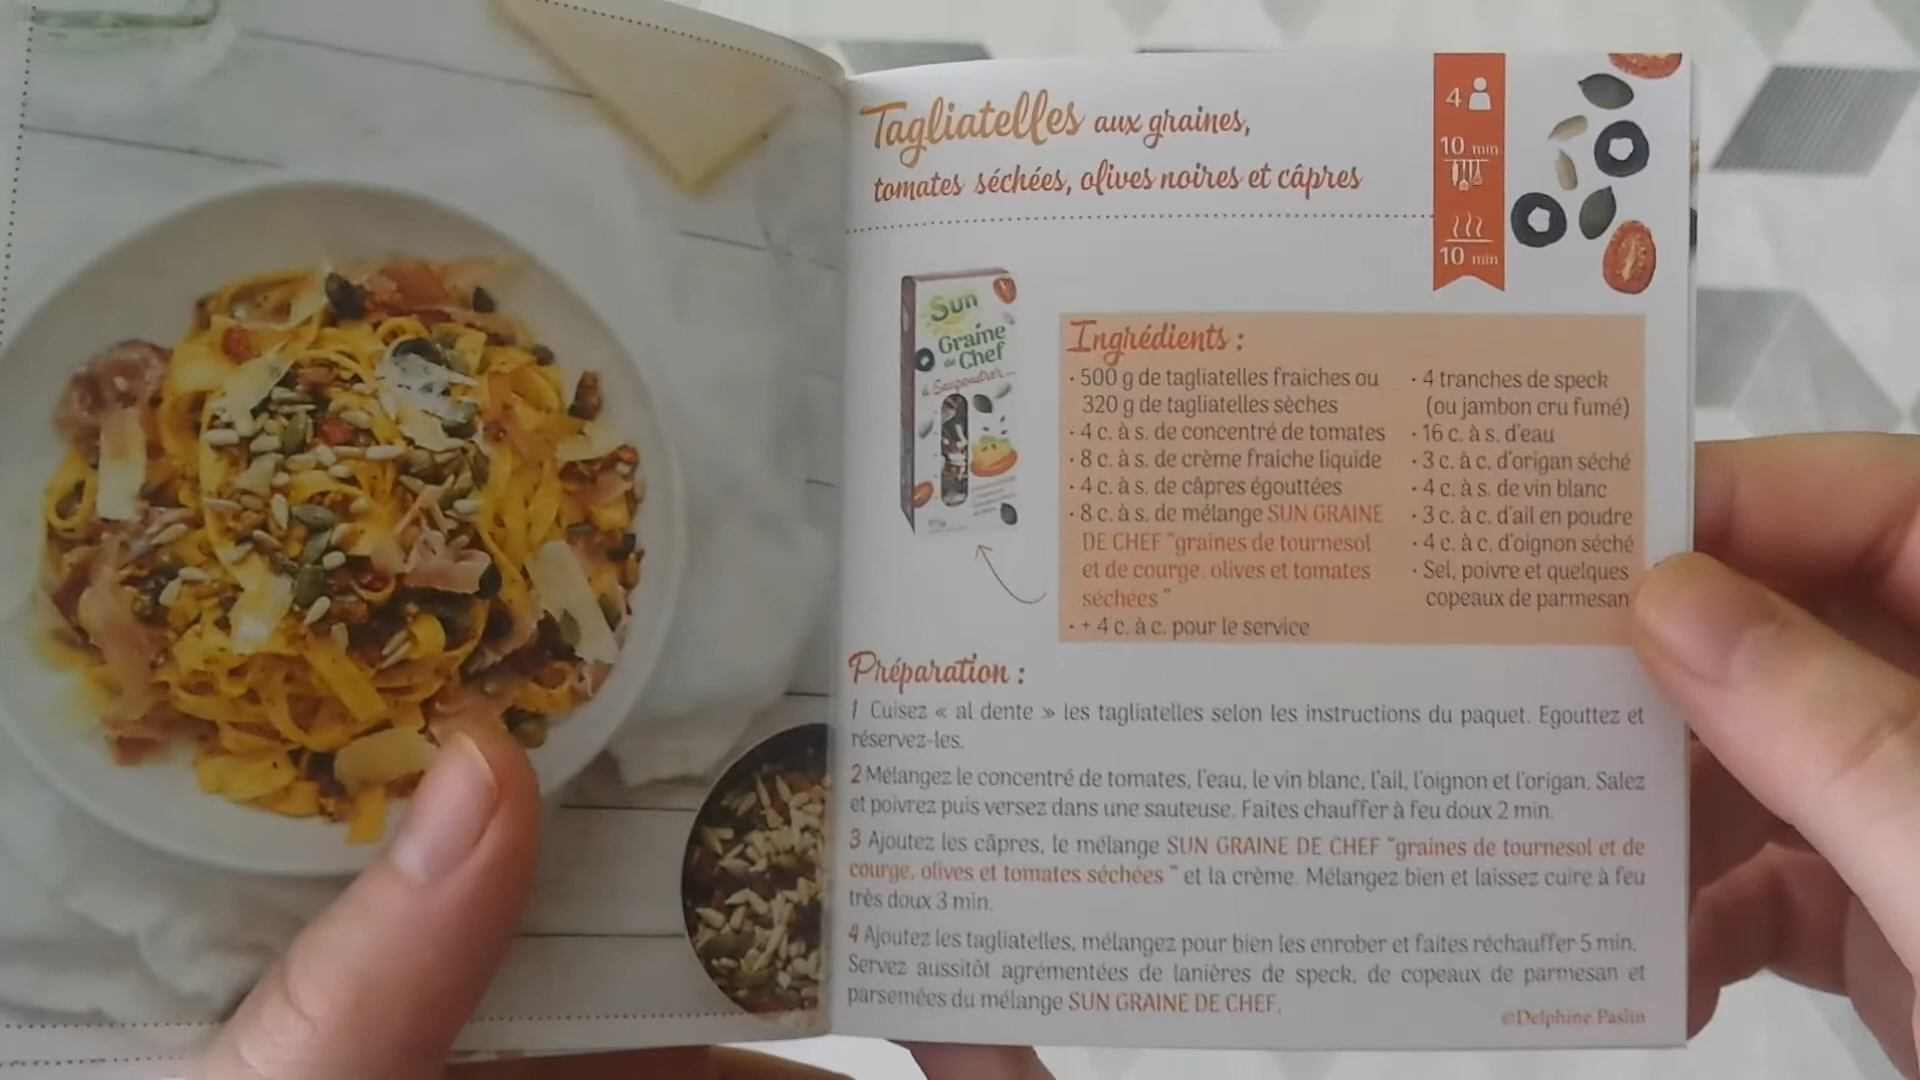 Tagliatelles aux graines,
tomates séchées, olives noires et câpres
4
10 min
10 min
Sun
Graine
de Chef
à Saupoudrer...
Ingrédients :
· 500 g de tagliatelles fraiches ou
320 g de tagliatelles sèches
· 4 c. à s. de concentré de tomates
· 8 c. à s. de crème fraiche liquide
· 4 c. à s. de câpres égouttées
· 8 c. à s. de mélange SUN GRAINE
DE CHEF "graines de tournesol
et de courge, olives et tomates
séchées"
· + 4 c. à c. pour le service
· 4 tranches de speck
(ou jambon cru fumé)
· 16 c. à s. d'eau
· 3 c. à c. d'origan séché
· 4 c. à s. de vin blanc
· 3 c. à c. d'ail en poudre
· 4 c. à c. d'oignon séché
· Sel, poivre et quelques
copeaux de parmesan
Préparation :
1 Cuisez « al dente » les tagliatelles selon les instructions du paquet. Egouttez et
réservez-les.
2 Mélangez le concentré de tomates, l'eau, le vin blanc, l'ail, l'oignon et l'origan. Salez
et poivrez puis versez dans une sauteuse. Faites chauffer à feu doux 2 min.
3 Ajoutez les câpres, le mélange SUN GRAINE DE CHEF "graines de tournesol et de
courge, olives et tomates séchées" et la crème. Mélangez bien et laissez cuire à feu
très doux 3 min.
4 Ajoutez les tagliatelles, mélangez pour bien les enrober et faites réchauffer 5 min.
Servez aussitôt agrémentées de lanières de speck, de copeaux de parmesan et
parsemées du mélange SUN GRAINE DE CHEF.
©Delphine Paslin